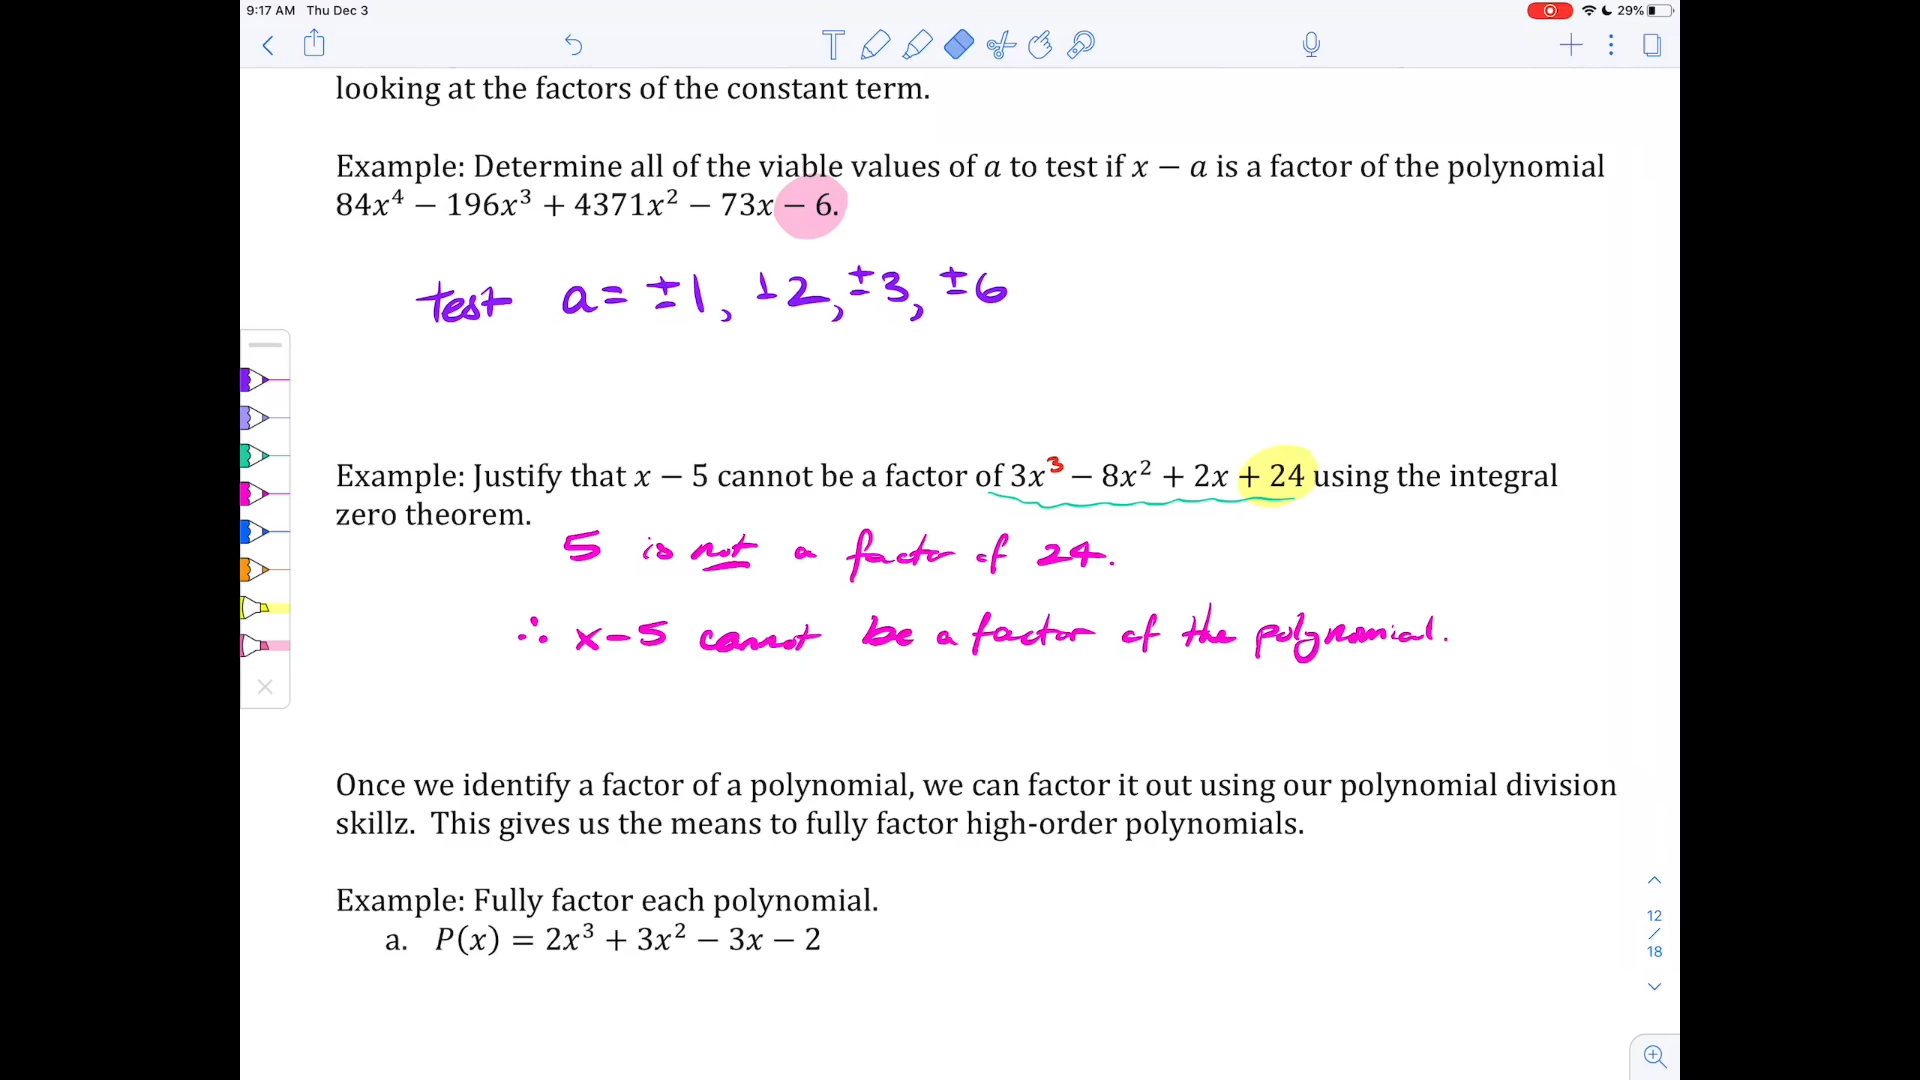 9:17 AM Thu Dec 3
29%
looking at the factors of the constant term.
Example: Determine all of the viable values of a to test if x − a is a factor of the polynomial
84x⁴ − 196x³ + 4371x² − 73x − 6.
test a = ±1, ±2, ±3, ±6
Example: Justify that x − 5 cannot be a factor of 3x³ − 8x² + 2x + 24 using the integral
zero theorem.
5 is not a factor of 24.
∴ x − 5 cannot be a factor of the polynomial.
Once we identify a factor of a polynomial, we can factor it out using our polynomial division
skillz. This gives us the means to fully factor high-order polynomials.
Example: Fully factor each polynomial.
a. P(x) = 2x³ + 3x² − 3x − 2
12
/
18